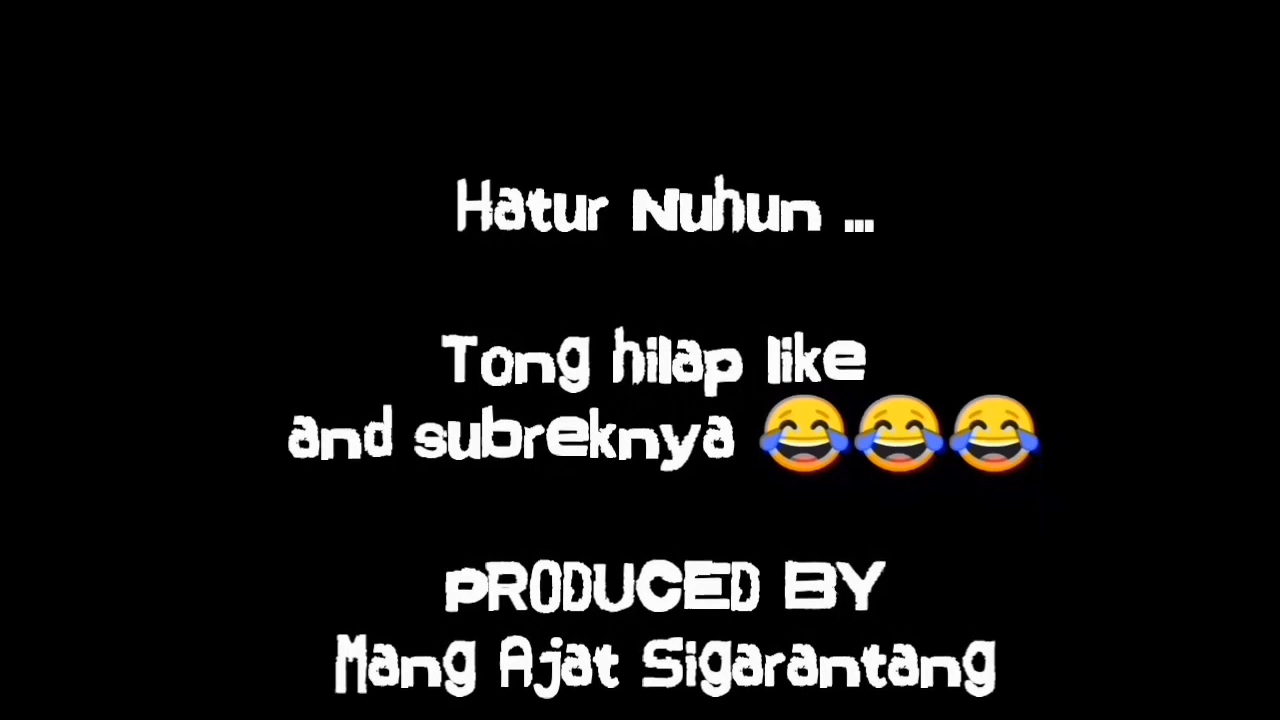 Hatur Nuhun ...
Tong hilap like
and subreknya 😂😂😂
PRODUCED BY
Mang Ajat Sigarantang